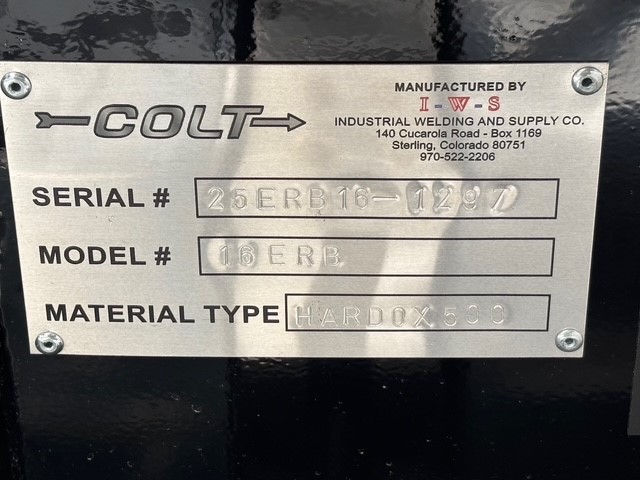 COLT
MANUFACTURED BY
I-W-S
INDUSTRIAL WELDING AND SUPPLY CO.
140 Cucarola Road - Box 1169
Sterling, Colorado 80751
970-522-2206
SERIAL # 25ERB16-1297
MODEL # 16ERB
MATERIAL TYPE HARDOX500